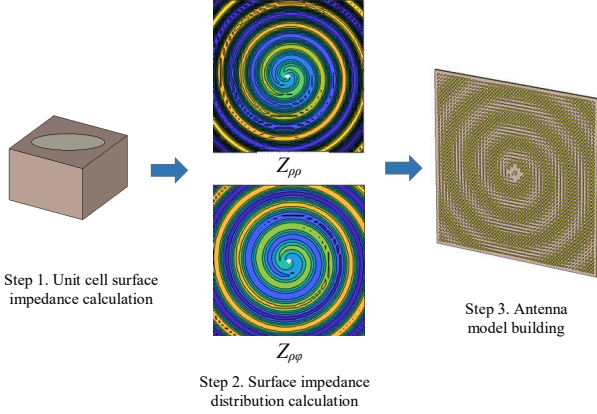 Zρρ
Step 1. Unit cell surface
impedance calculation
Zρφ
Step 2. Surface impedance
distribution calculation
Step 3. Antenna
model building